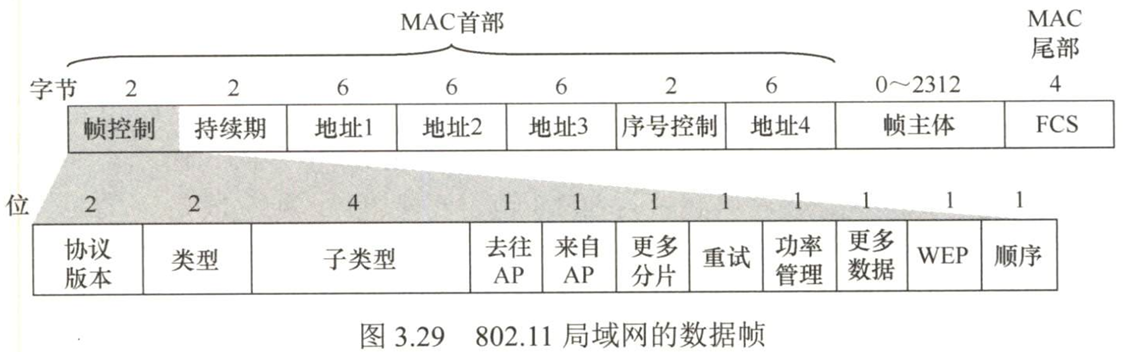 MAC首部
MAC
尾部
字节 2 2 6 6 6 2 6 0～2312 4
帧控制 持续期 地址1 地址2 地址3 序号控制 地址4 帧主体 FCS
位 2 2 4 1 1 1 1 1 1 1 1
协议版本 类型 子类型 去往AP 来自AP 更多分片 重试 功率管理 更多数据 WEP 顺序
图 3.29 802.11 局域网的数据帧